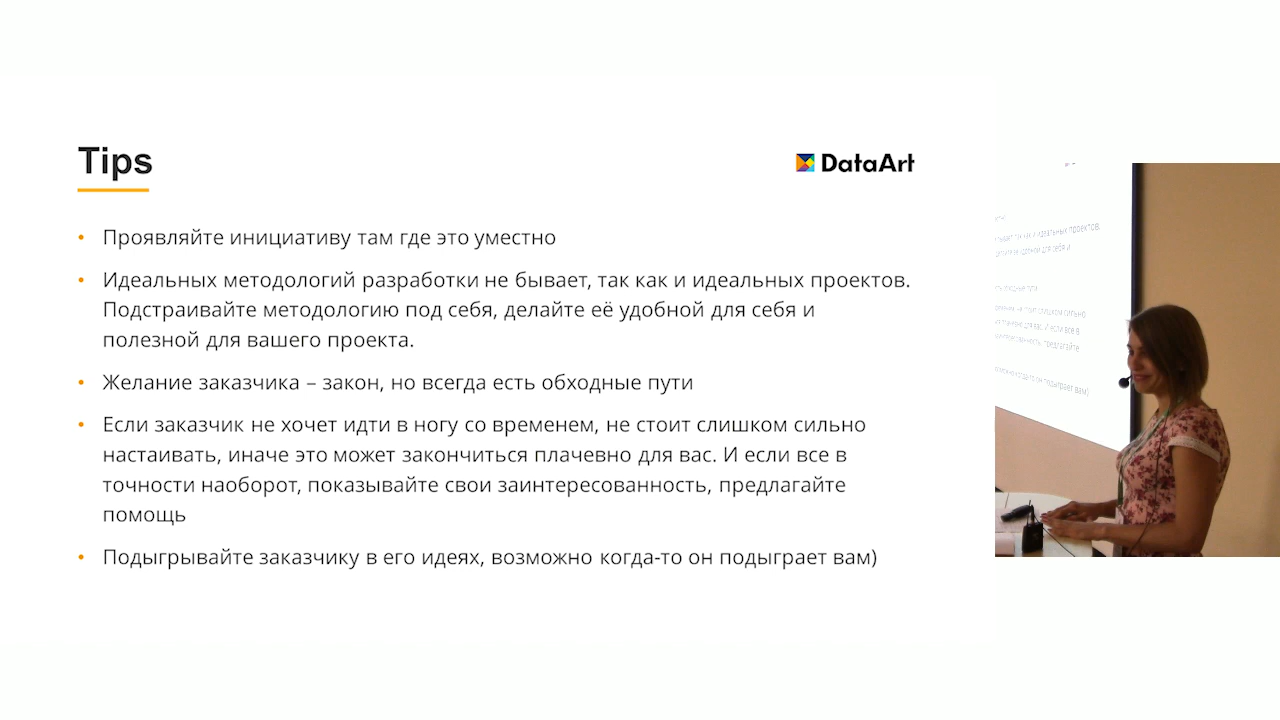 Tips
DataArt
Проявляйте инициативу там где это уместно
Идеальных методологий разработки не бывает, так как и идеальных проектов.
Подстраивайте методологию под себя, делайте её удобной для себя и
полезной для вашего проекта.
Желание заказчика – закон, но всегда есть обходные пути
Если заказчик не хочет идти в ногу со временем, не стоит слишком сильно
настаивать, иначе это может закончиться плачевно для вас. И если все в
точности наоборот, показывайте свои заинтересованность, предлагайте
помощь
Подыгрывайте заказчику в его идеях, возможно когда-то он подыграет вам)